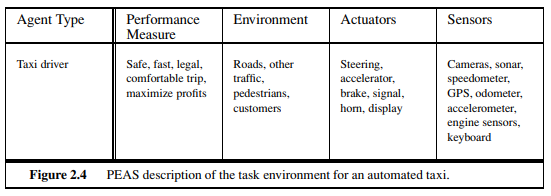 Agent Type
Performance
Measure
Environment
Actuators
Sensors
Taxi driver
Safe, fast, legal,
comfortable trip,
maximize profits
Roads, other
traffic,
pedestrians,
customers
Steering,
accelerator,
brake, signal,
horn, display
Cameras, sonar,
speedometer,
GPS, odometer,
accelerometer,
engine sensors,
keyboard
Figure 2.4 PEAS description of the task environment for an automated taxi.